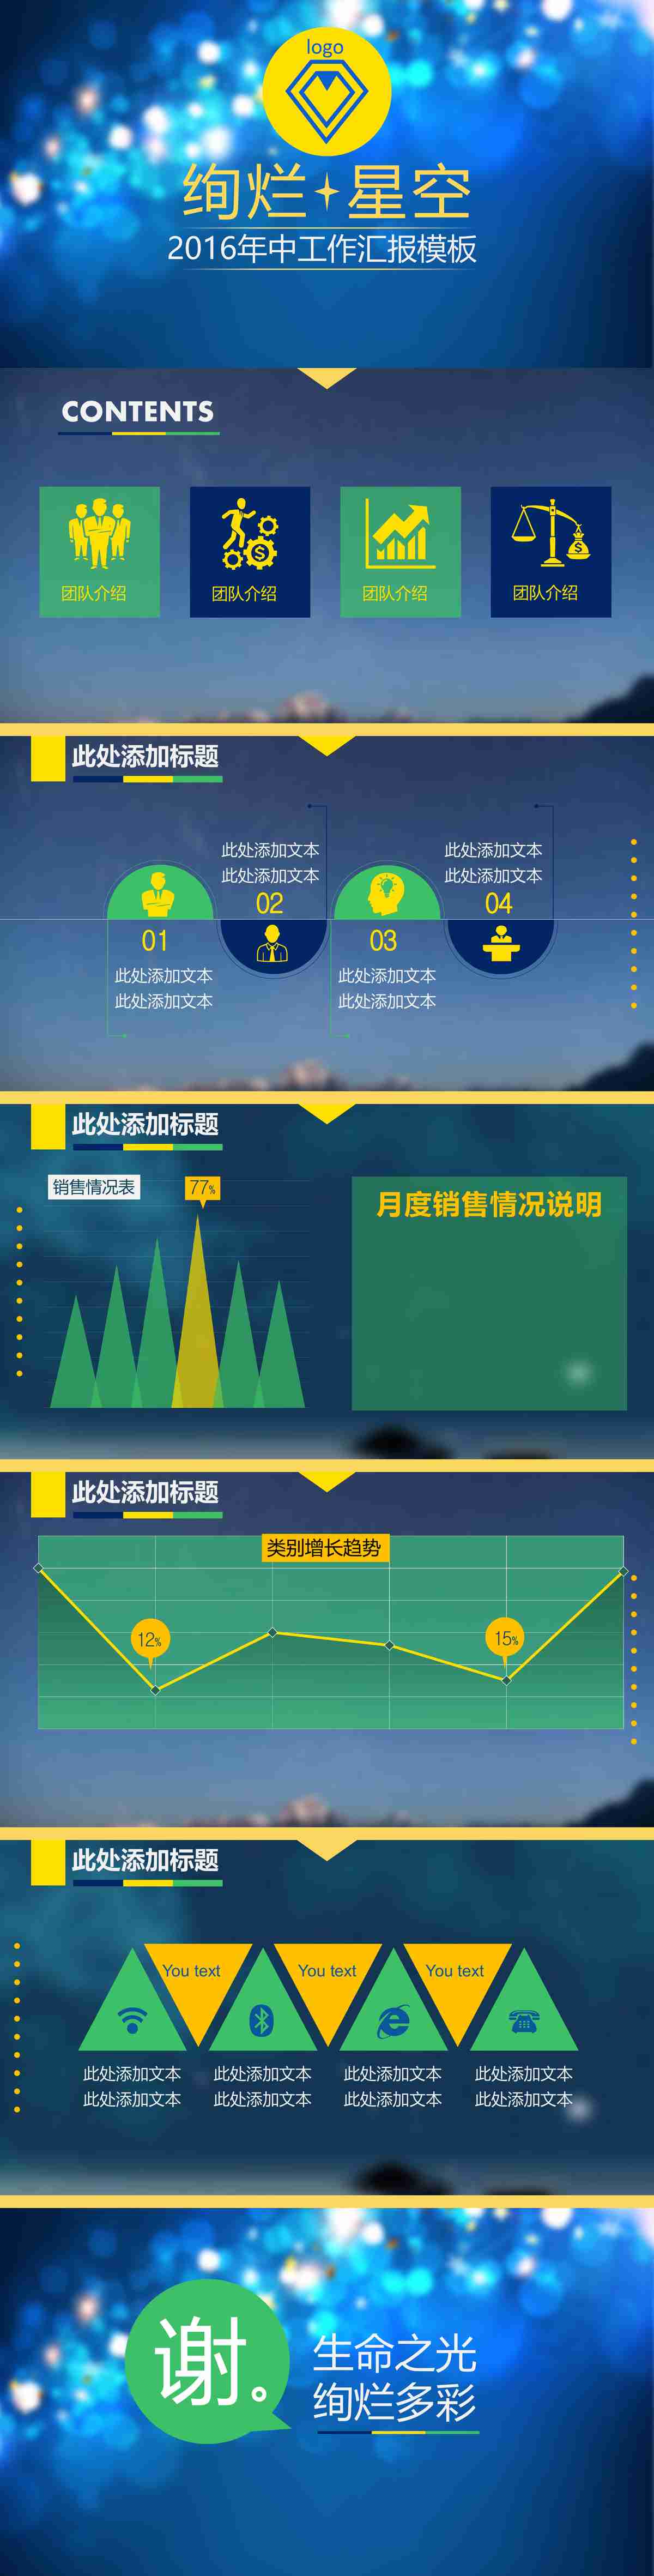 logo
绚烂 星空
2016年中工作汇报模板
CONTENTS
团队介绍
团队介绍
团队介绍
团队介绍
此处添加标题
此处添加文本
此处添加文本
02
此处添加文本
此处添加文本
04
01
此处添加文本
此处添加文本
03
此处添加文本
此处添加文本
此处添加标题
销售情况表
77%
月度销售情况说明
此处添加标题
类别增长趋势
12%
15%
此处添加标题
You text
You text
You text
此处添加文本
此处添加文本
此处添加文本
此处添加文本
此处添加文本
此处添加文本
此处添加文本
此处添加文本
谢。
生命之光
绚烂多彩